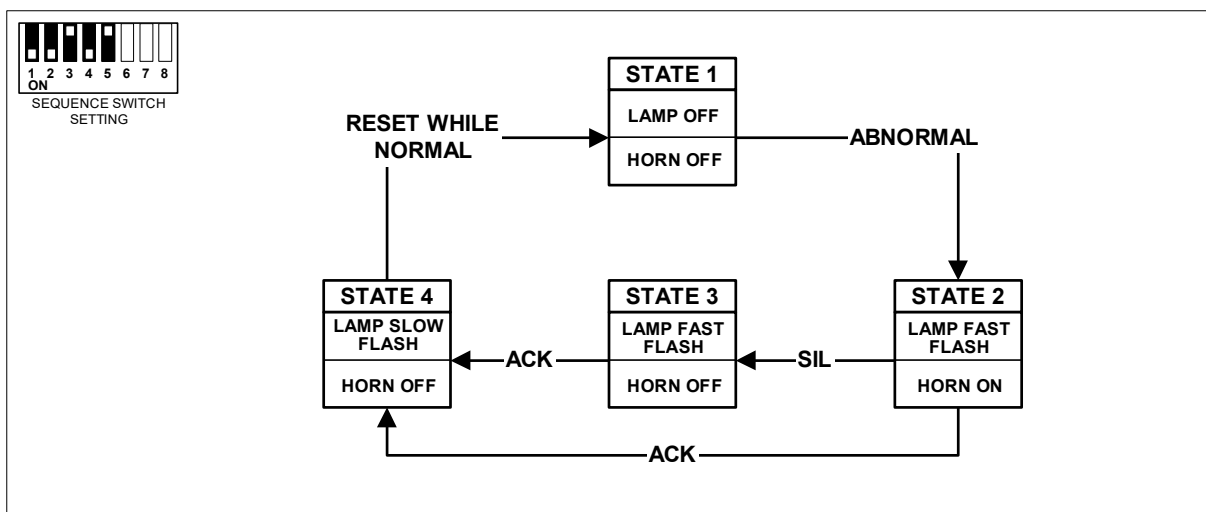 1 2 3 4 5 6 7 8
ON
SEQUENCE SWITCH
SETTING
STATE 1
LAMP OFF
HORN OFF
RESET WHILE
NORMAL
ABNORMAL
STATE 4
LAMP SLOW
FLASH
HORN OFF
ACK
STATE 3
LAMP FAST
FLASH
HORN OFF
SIL
STATE 2
LAMP FAST
FLASH
HORN ON
ACK